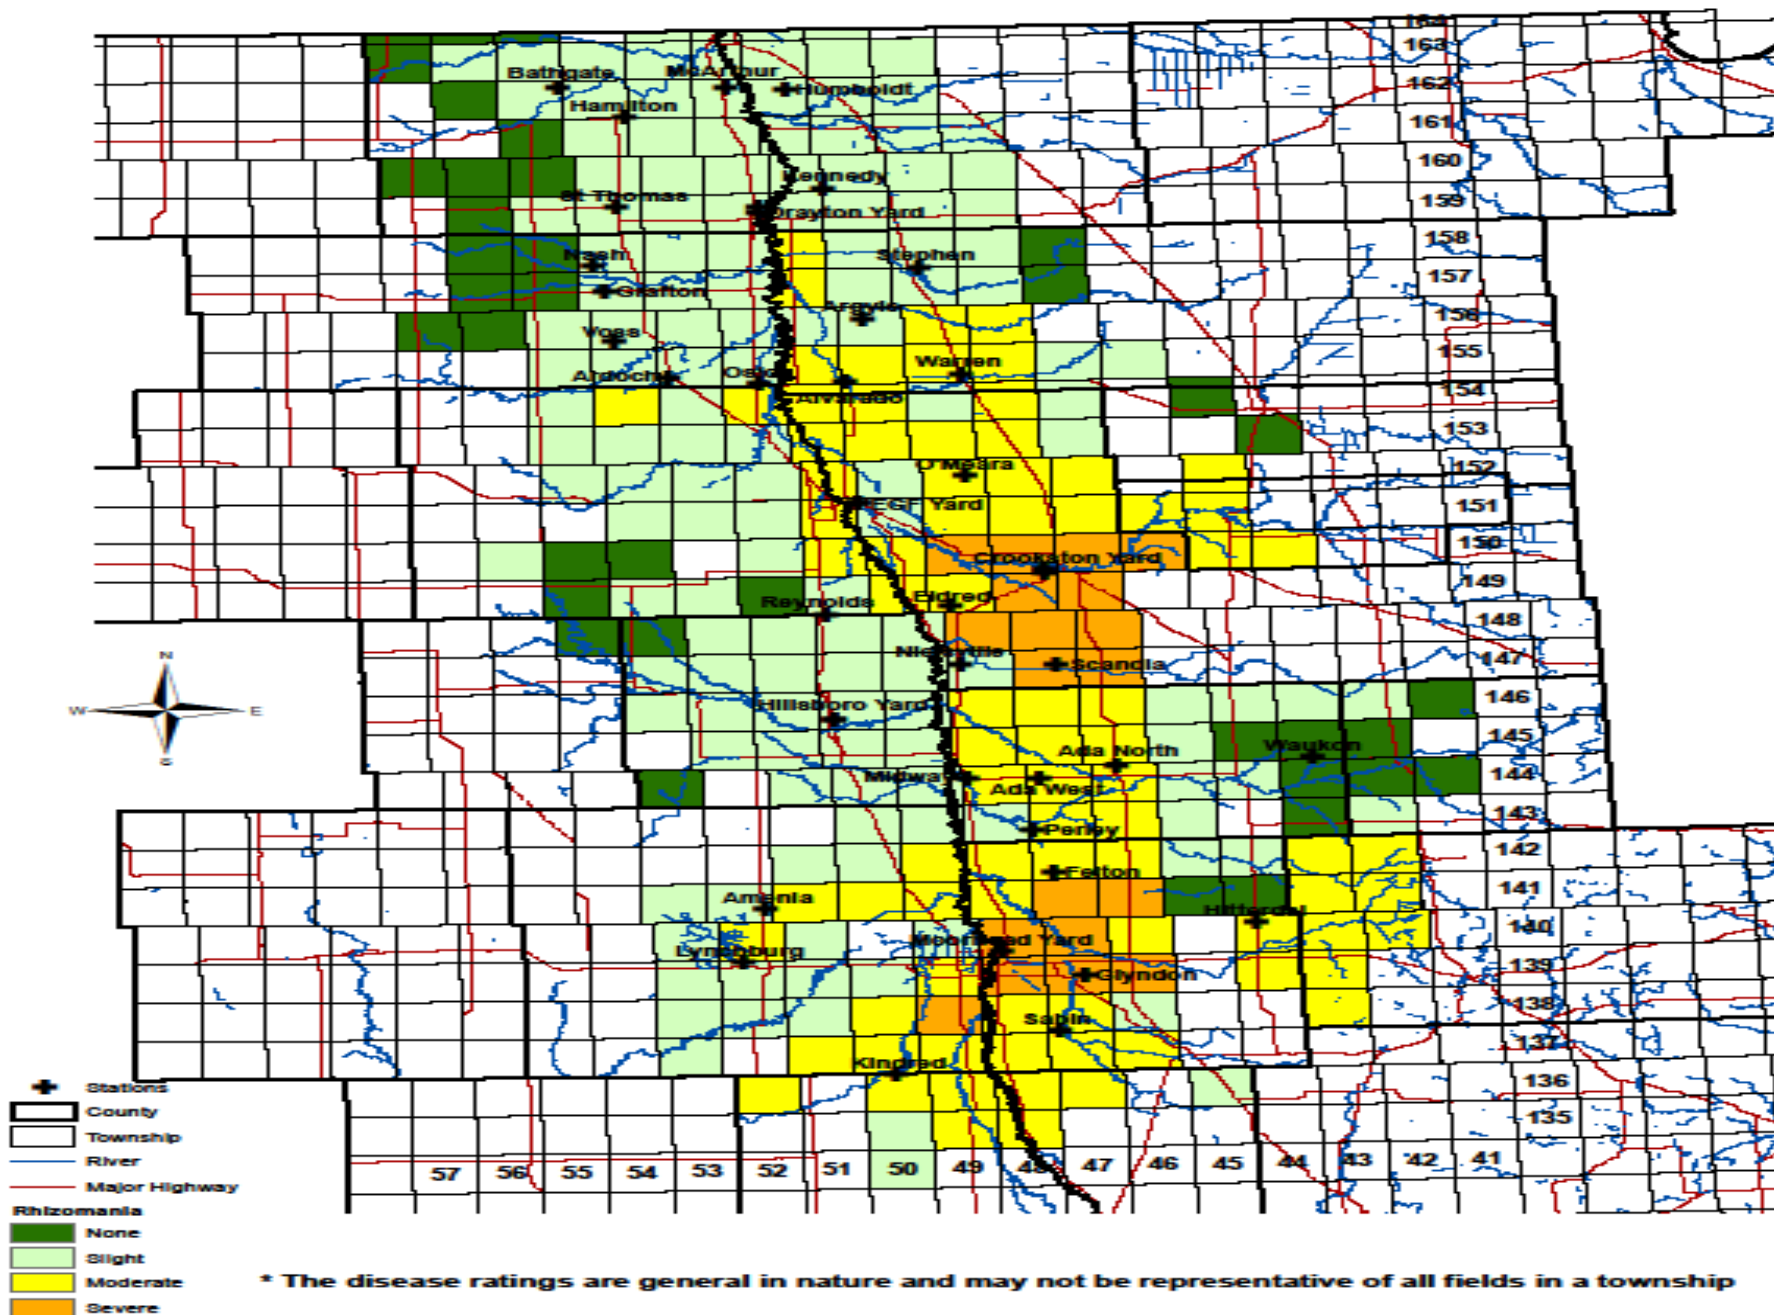 164
163
Bathgate McArthur
162
Humboldt
Hamilton
161
160
Kennedy
St Thomas
159
Drayton Yard
158
Nash Stephen
157
Grafton
Argyle
156
Voss
155
Warren
Ardoch Oslo
154
Alvarado
153
O'Meara 152
EGF Yard 151
150
Crookston Yard
149
Reynolds Eldred
148
N
Nielsville Scandia 147
146
W E
Hillsboro Yard
145
Ada North Waukon
S
Midway 144
Ada West
143
Perley
142
Felton
141
Amenia
Hitterdal
140
Moorhead Yard
Lynchburg
139
Glyndon
138
Sabin
137
Kindred
136
135
57 56 55 54 53 52 51 50 49 48 47 46 45 44 43 42 41
Stations
County
Township
River
Major Highway
Rhizomania
None
Slight
Moderate
Severe
* The disease ratings are general in nature and may not be representative of all fields in a township